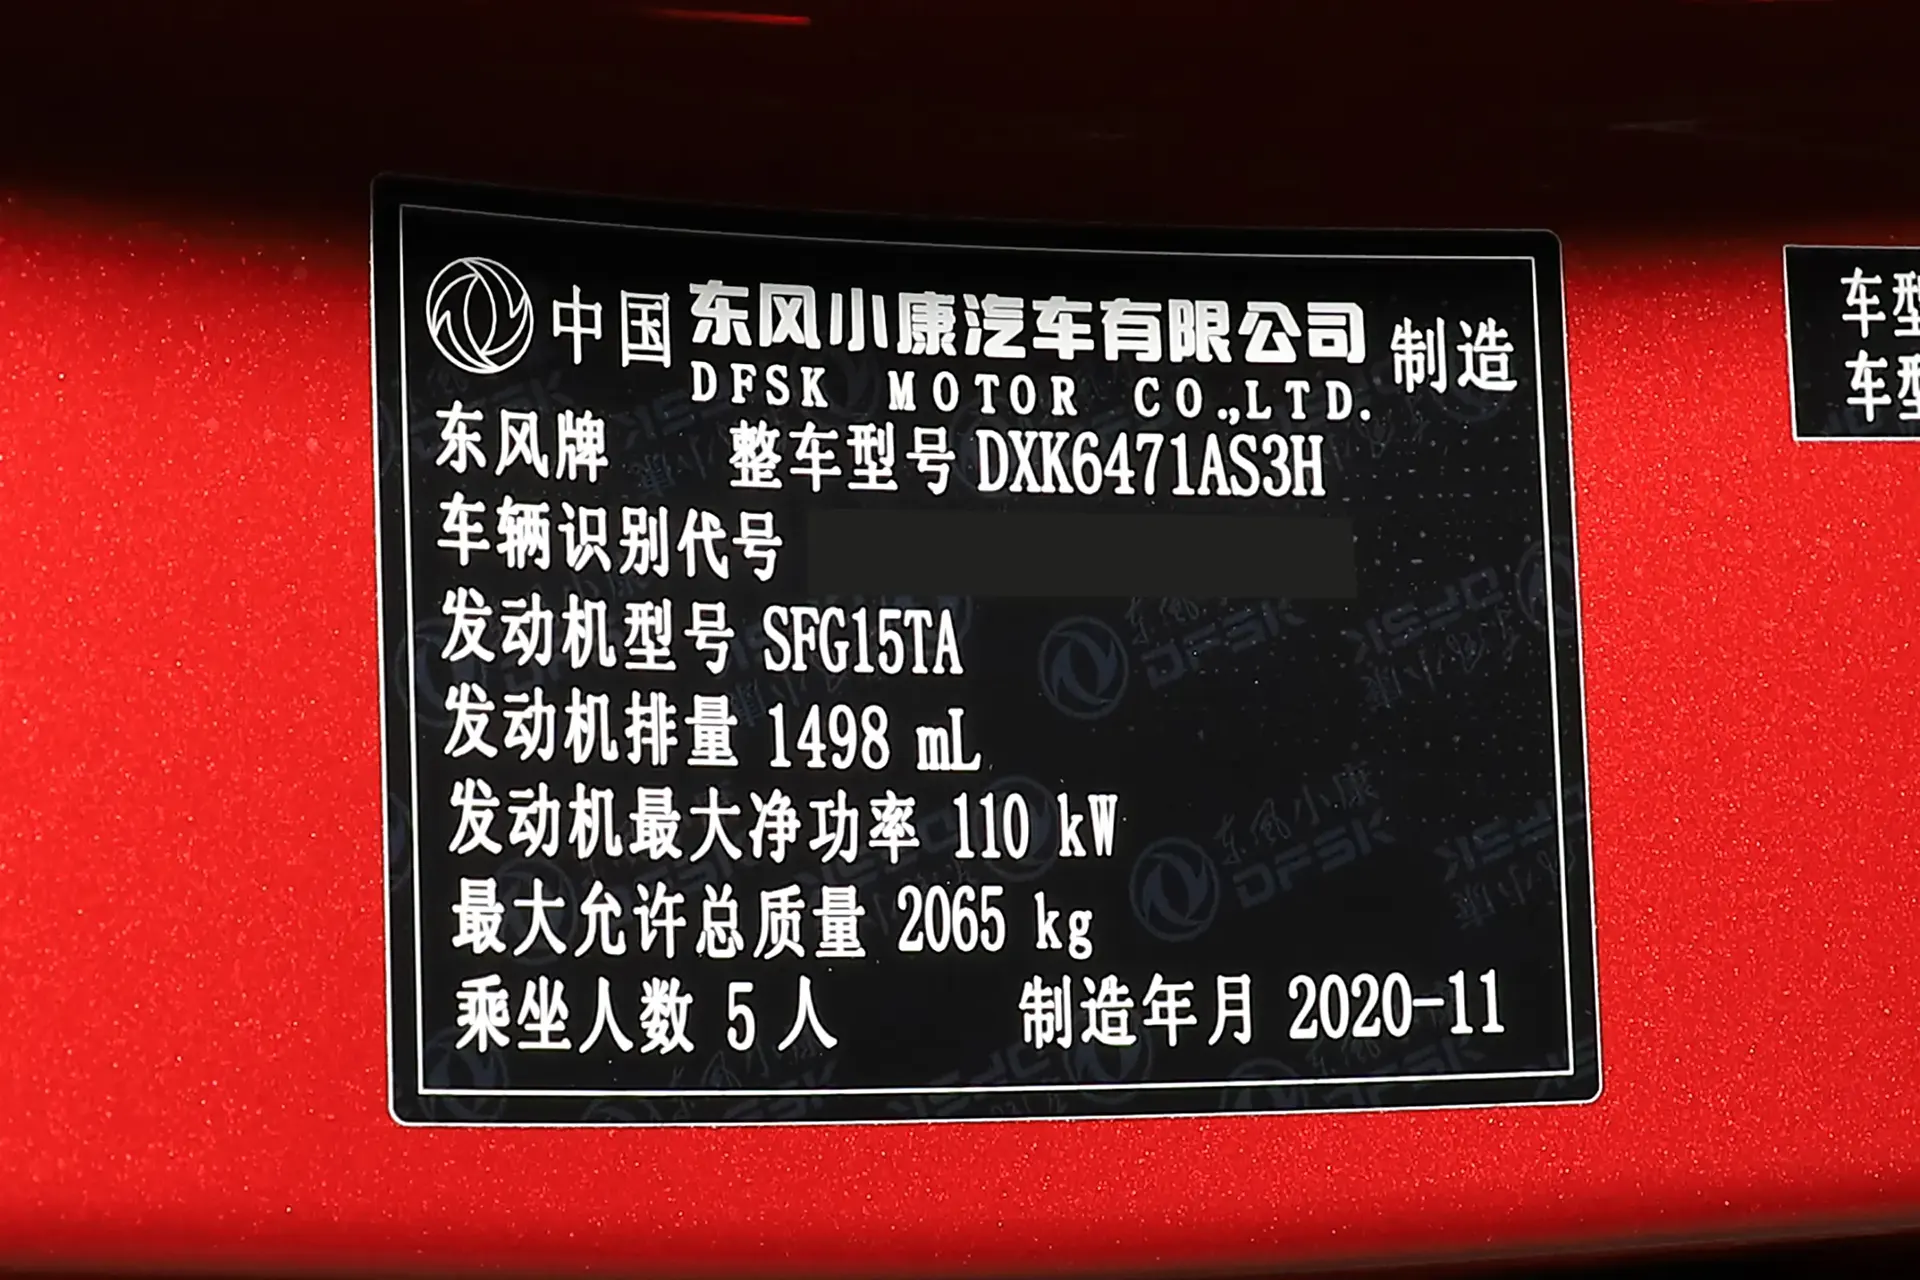 中国 东风小康汽车有限公司 制造
DFSK MOTOR CO.,LTD.
东风牌 整车型号 DXK6471AS3H
车辆识别代号
发动机型号 SFG15TA
发动机排量 1498 mL
发动机最大净功率 110 kW
最大允许总质量 2065 kg
乘坐人数 5 人 制造年月 2020-11
车型
车型